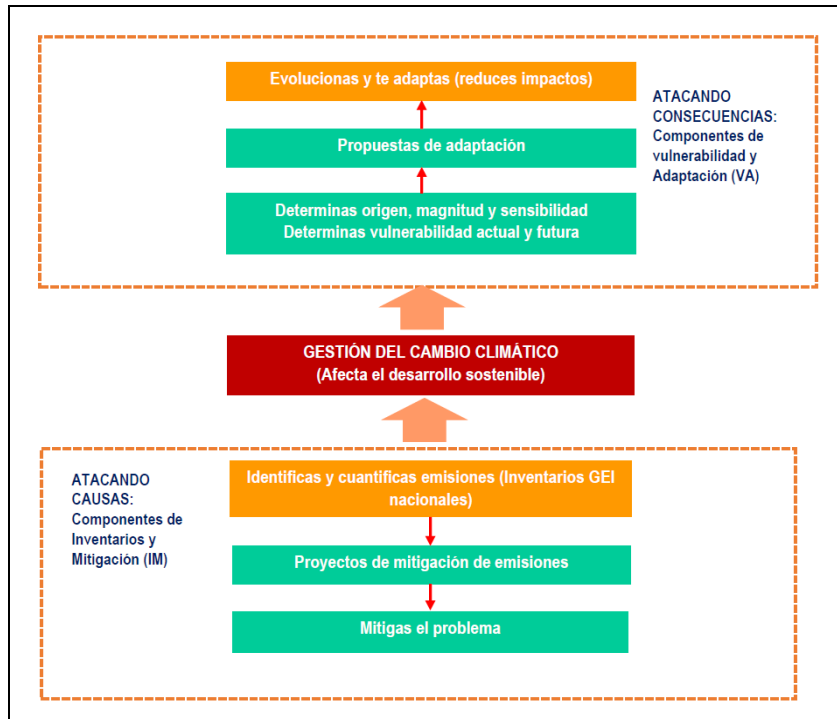 Evolucionas y te adaptas (reduces impactos)
ATACANDO
CONSECUENCIAS:
Componentes de
vulnerabilidad y
Adaptación (VA)
Propuestas de adaptación
Determinas origen, magnitud y sensibilidad
Determinas vulnerabilidad actual y futura
GESTIÓN DEL CAMBIO CLIMÁTICO
(Afecta el desarrollo sostenible)
ATACANDO
CAUSAS:
Componentes de
Inventarios y
Mitigación (IM)
Identificas y cuantificas emisiones (Inventarios GEI
nacionales)
Proyectos de mitigación de emisiones
Mitigas el problema